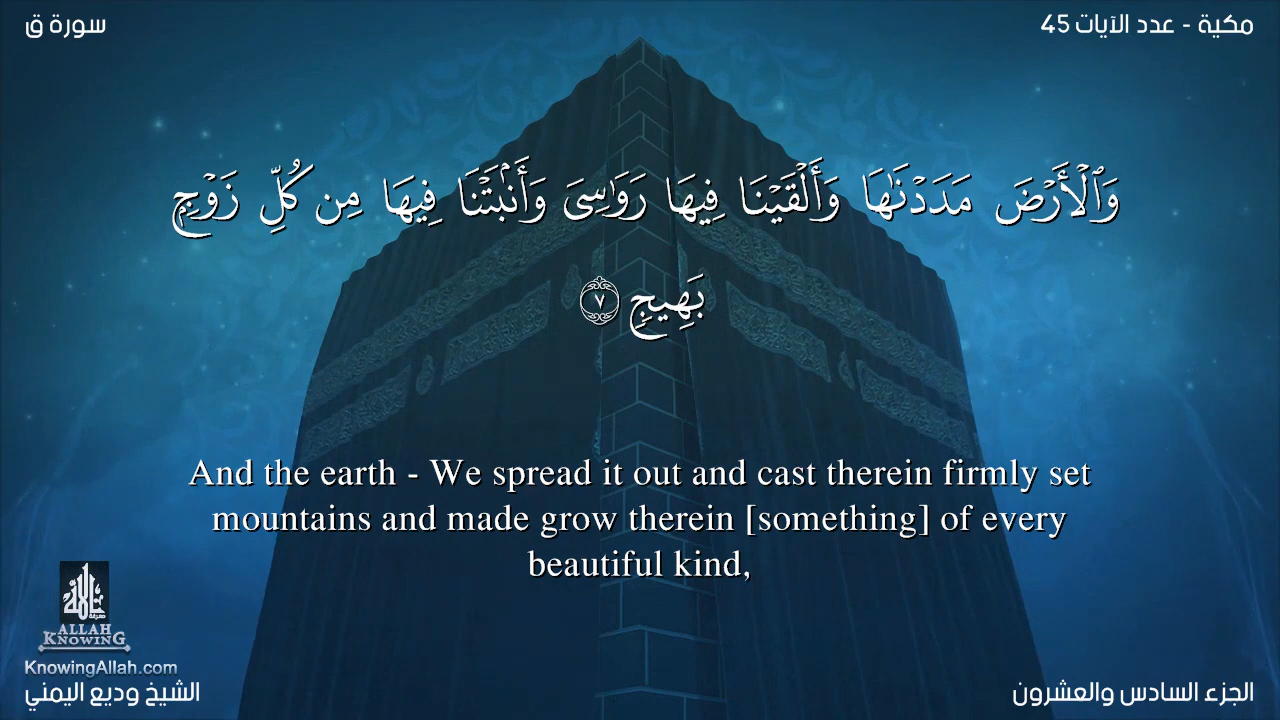 سورة ق
مكية - عدد الآيات 45
وَٱلْأَرْضَ مَدَدْنَٰهَا وَأَلْقَيْنَا فِيهَا رَوَٰسِىَ وَأَنۢبَتْنَا فِيهَا مِن كُلِّ زَوْجٍۭ
بَهِيجٍ ٧
And the earth - We spread it out and cast therein firmly set
mountains and made grow therein [something] of every
beautiful kind,
ALLAH
KNOWING
KnowingAllah.com
الشيخ وديع اليمني
الجزء السادس والعشرون